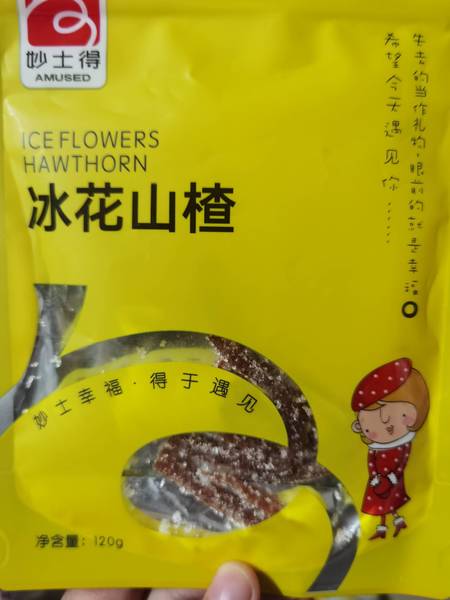 妙士得
AMUSED
ICE FLOWERS
HAWTHORN
冰花山楂
失去的当作礼物,眼前的就是幸福。
希望今天遇见你......
妙士幸福·得于遇见
净含量: 120g